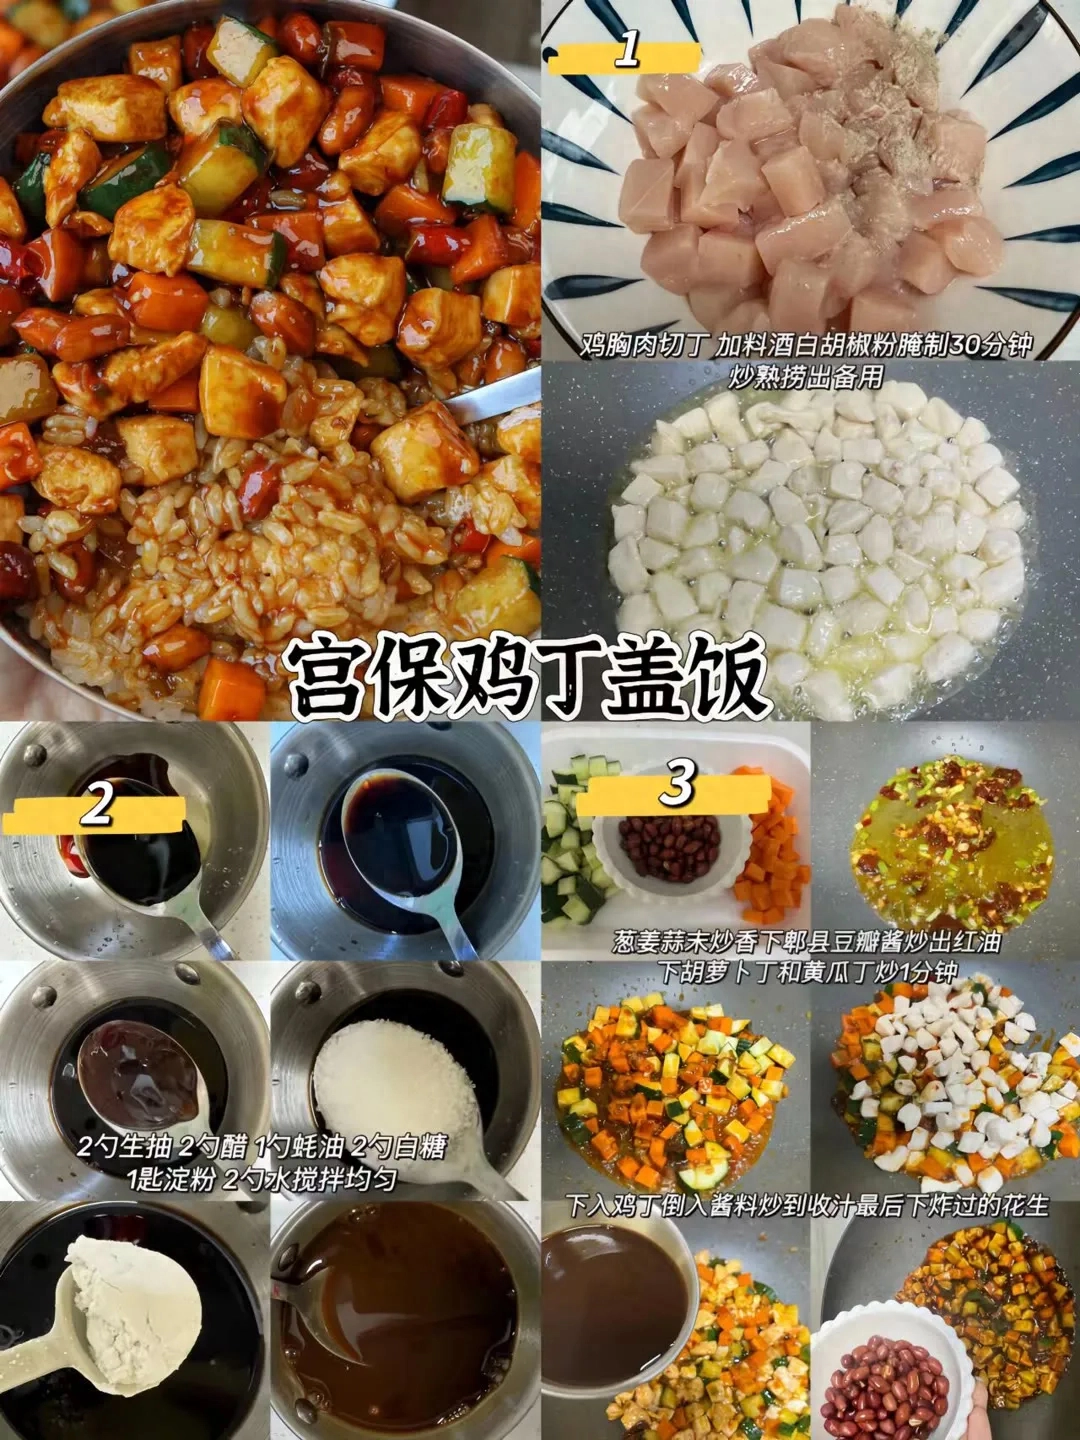 1
鸡胸肉切丁 加料酒白胡椒粉腌制30分钟
炒熟捞出备用
宫保鸡丁盖饭
2
2勺生抽 2勺醋 1勺蚝油 2勺白糖
1匙淀粉 2勺水搅拌均匀
3
葱姜蒜末炒香下郫县豆瓣酱炒出红油
下胡萝卜丁和黄瓜丁炒1分钟
下入鸡丁倒入酱料炒到收汁最后下炸过的花生